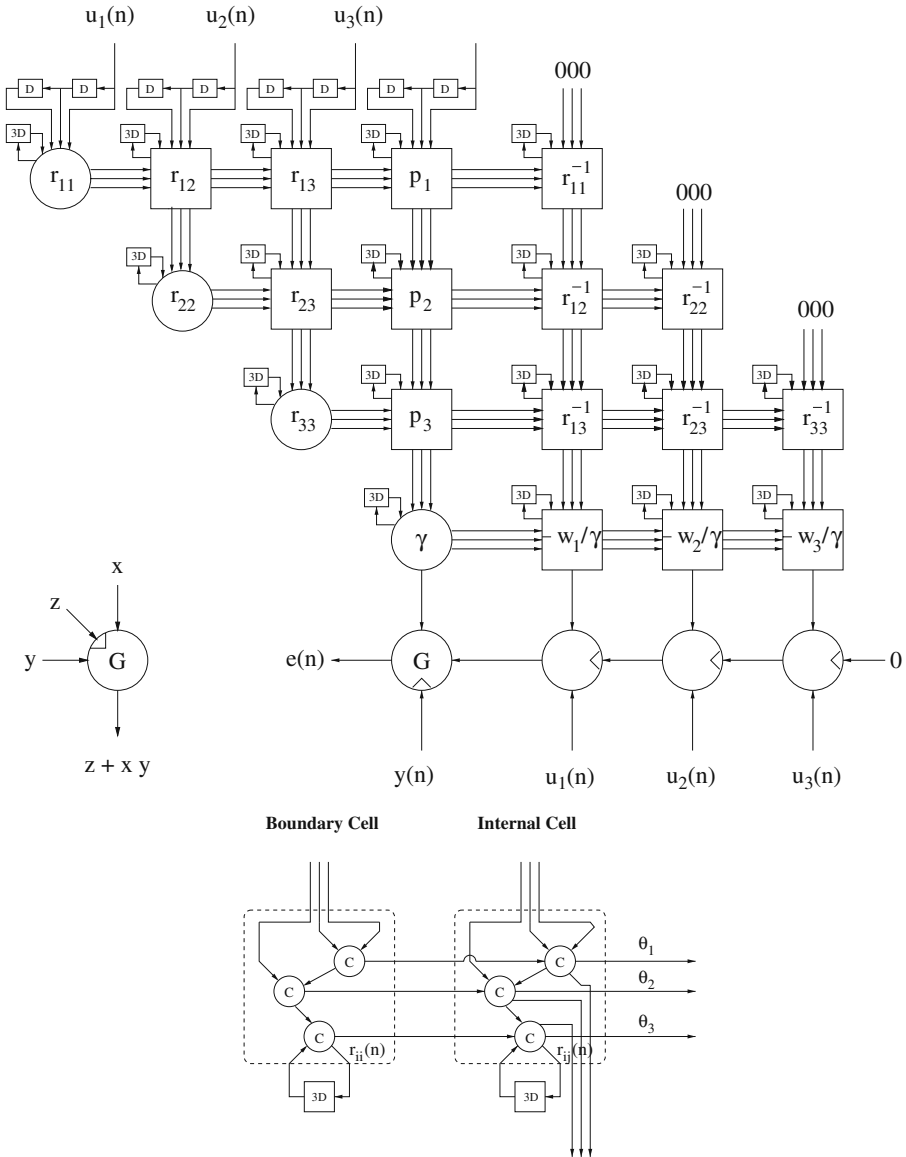 u₁(n) u₂(n) u₃(n)
000
D D D D D D D D
3D 3D 3D 3D 3D
r₁₁ r₁₂ r₁₃ p₁ r₁₁⁻¹
000
3D 3D 3D 3D 3D
r₂₂ r₂₃ p₂ r₁₂⁻¹ r₂₂⁻¹
000
3D 3D 3D 3D 3D
r₃₃ p₃ r₁₃⁻¹ r₂₃⁻¹ r₃₃⁻¹
3D 3D 3D 3D
γ − w₁/γ − w₂/γ − w₃/γ
x
z
y G
z + x y
e(n) G 0
y(n) u₁(n) u₂(n) u₃(n)
Boundary Cell Internal Cell
C C θ₁
C C θ₂
C C θ₃
rᵢᵢ(n) rᵢⱼ(n)
3D 3D